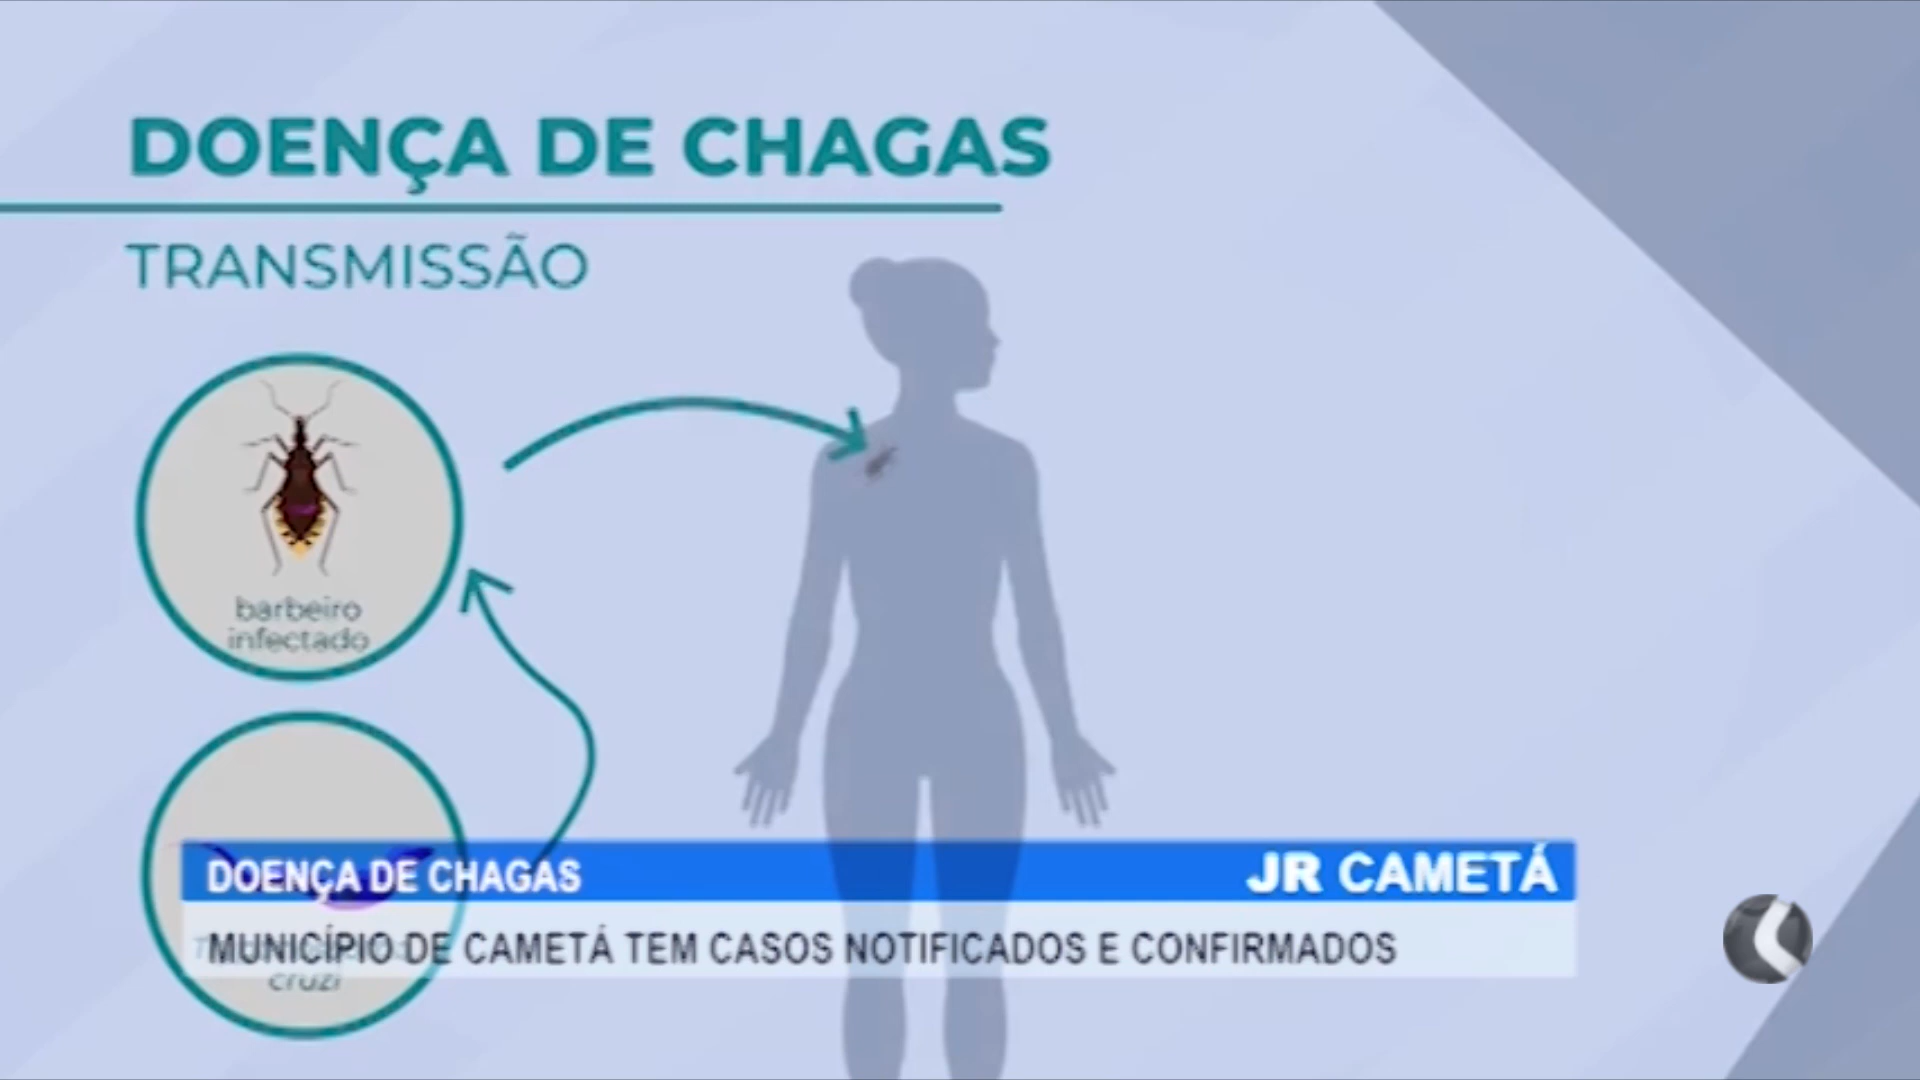 DOENÇA DE CHAGAS
TRANSMISSÃO
barbeiro
infectado
DOENÇA DE CHAGAS
JR CAMETÁ
MUNICÍPIO DE CAMETÁ TEM CASOS NOTIFICADOS E CONFIRMADOS
cruzi